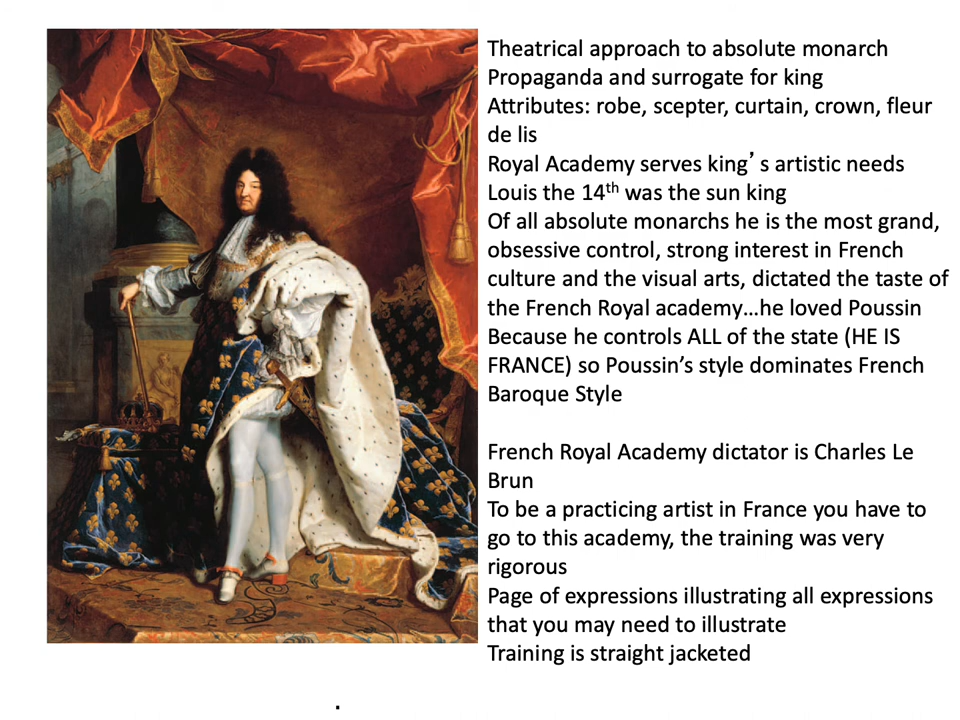 Theatrical approach to absolute monarch
Propaganda and surrogate for king
Attributes: robe, scepter, curtain, crown, fleur
de lis
Royal Academy serves king’s artistic needs
Louis the 14th was the sun king
Of all absolute monarchs he is the most grand,
obsessive control, strong interest in French
culture and the visual arts, dictated the taste of
the French Royal academy…he loved Poussin
Because he controls ALL of the state (HE IS
FRANCE) so Poussin’s style dominates French
Baroque Style
French Royal Academy dictator is Charles Le
Brun
To be a practicing artist in France you have to
go to this academy, the training was very
rigorous
Page of expressions illustrating all expressions
that you may need to illustrate
Training is straight jacketed
.